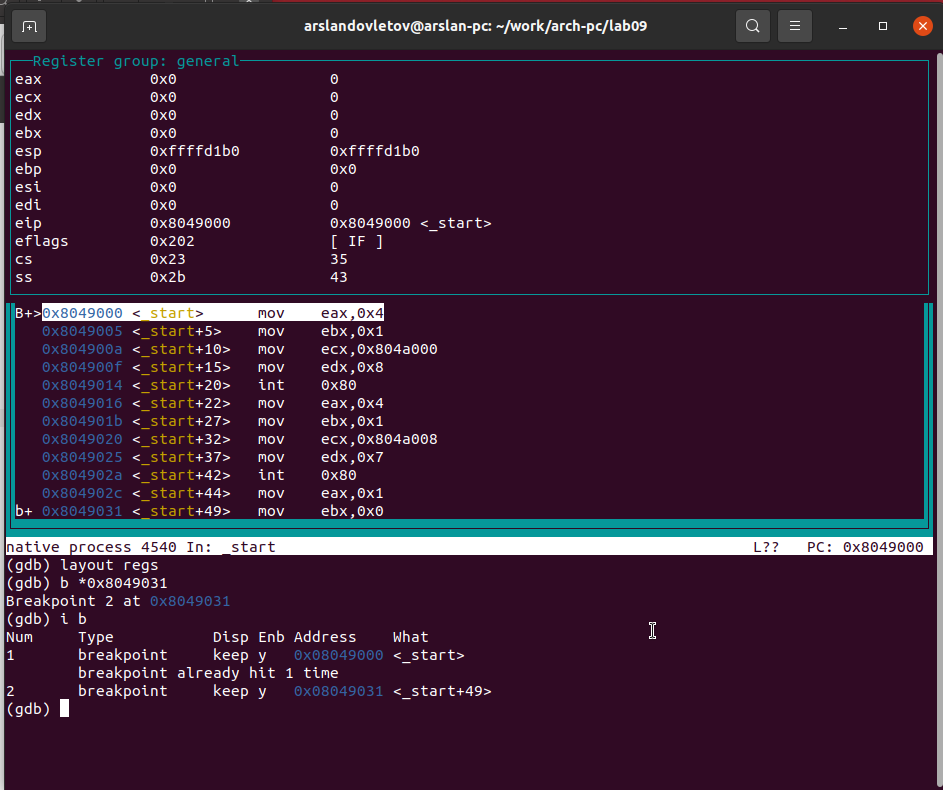 arslandovletov@arslan-pc: ~/work/arch-pc/lab09
Register group: general
eax 0x0 0
ecx 0x0 0
edx 0x0 0
ebx 0x0 0
esp 0xffffd1b0 0xffffd1b0
ebp 0x0 0x0
esi 0x0 0
edi 0x0 0
eip 0x8049000 0x8049000 <_start>
eflags 0x202 [ IF ]
cs 0x23 35
ss 0x2b 43
B+>0x8049000 <_start> mov eax,0x4
0x8049005 <_start+5> mov ebx,0x1
0x804900a <_start+10> mov ecx,0x804a000
0x804900f <_start+15> mov edx,0x8
0x8049014 <_start+20> int 0x80
0x8049016 <_start+22> mov eax,0x4
0x804901b <_start+27> mov ebx,0x1
0x8049020 <_start+32> mov ecx,0x804a008
0x8049025 <_start+37> mov edx,0x7
0x804902a <_start+42> int 0x80
0x804902c <_start+44> mov eax,0x1
b+ 0x8049031 <_start+49> mov ebx,0x0
native process 4540 In: _start L?? PC: 0x8049000
(gdb) layout regs
(gdb) b *0x8049031
Breakpoint 2 at 0x8049031
(gdb) i b
Num Type Disp Enb Address What
1 breakpoint keep y 0x08049000 <_start>
breakpoint already hit 1 time
2 breakpoint keep y 0x08049031 <_start+49>
(gdb)